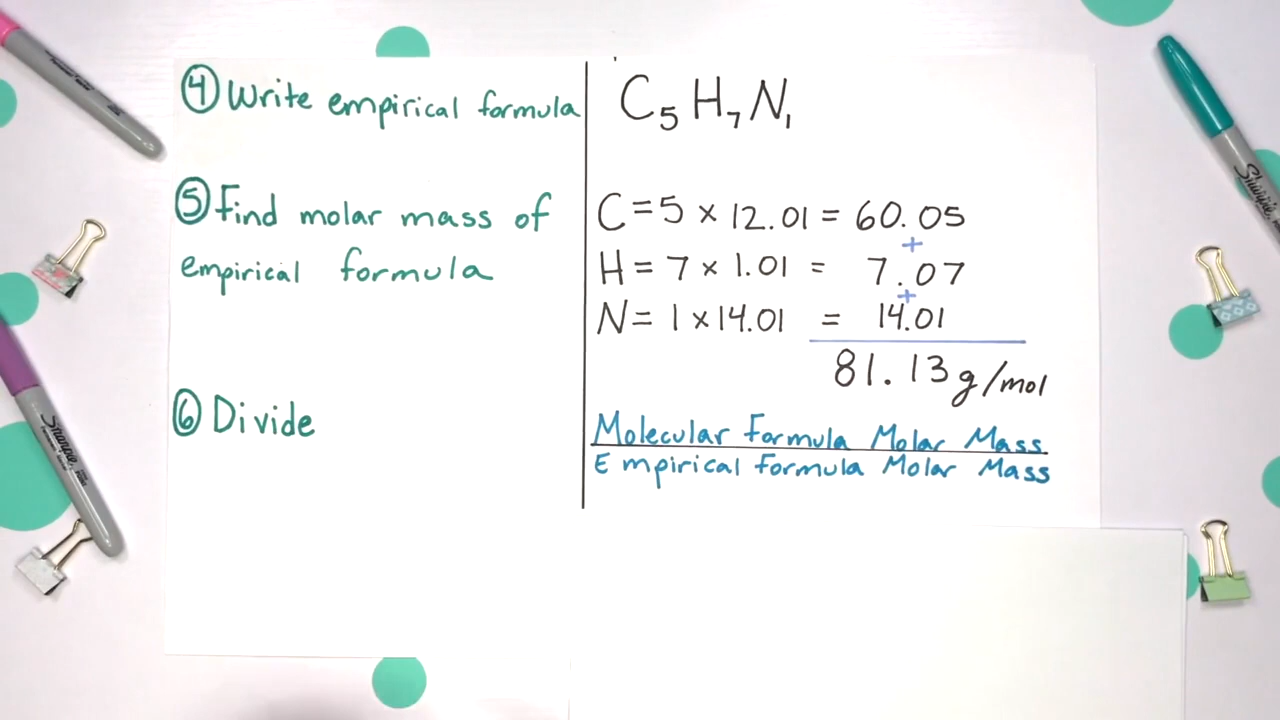 ④ Write empirical formula
C₅H₇N₁
⑤ Find molar mass of
empirical formula
C = 5 × 12.01 = 60.05
+
H = 7 × 1.01 = 7.07
+
N = 1 × 14.01 = 14.01
81.13 g/mol
⑥ Divide
Molecular Formula Molar Mass
Empirical Formula Molar Mass
Sharpie
Sharpie